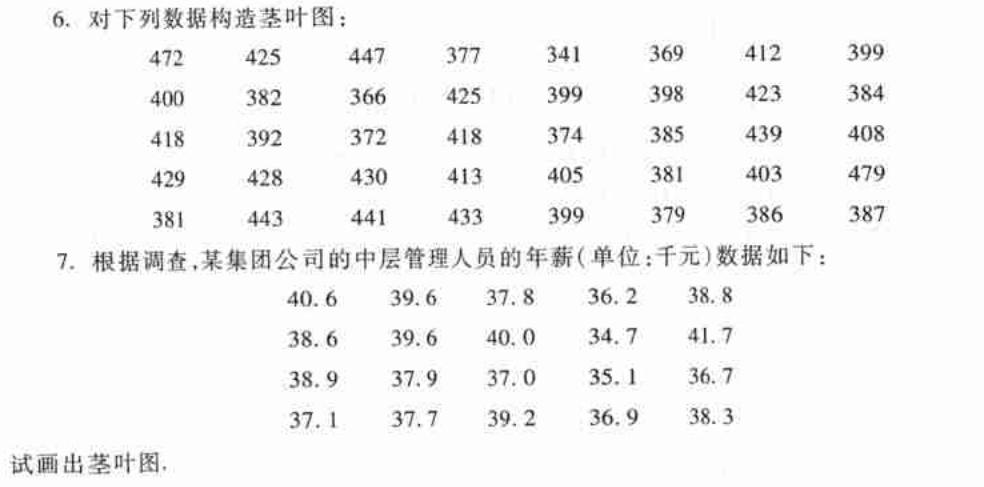 6. 对下列数据构造茎叶图:
472 425 447 377 341 369 412 399
400 382 366 425 399 398 423 384
418 392 372 418 374 385 439 408
429 428 430 413 405 381 403 479
381 443 441 433 399 379 386 387
7. 根据调查,某集团公司的中层管理人员的年薪(单位:千元)数据如下:
40.6 39.6 37.8 36.2 38.8
38.6 39.6 40.0 34.7 41.7
38.9 37.9 37.0 35.1 36.7
37.1 37.7 39.2 36.9 38.3
试画出茎叶图.